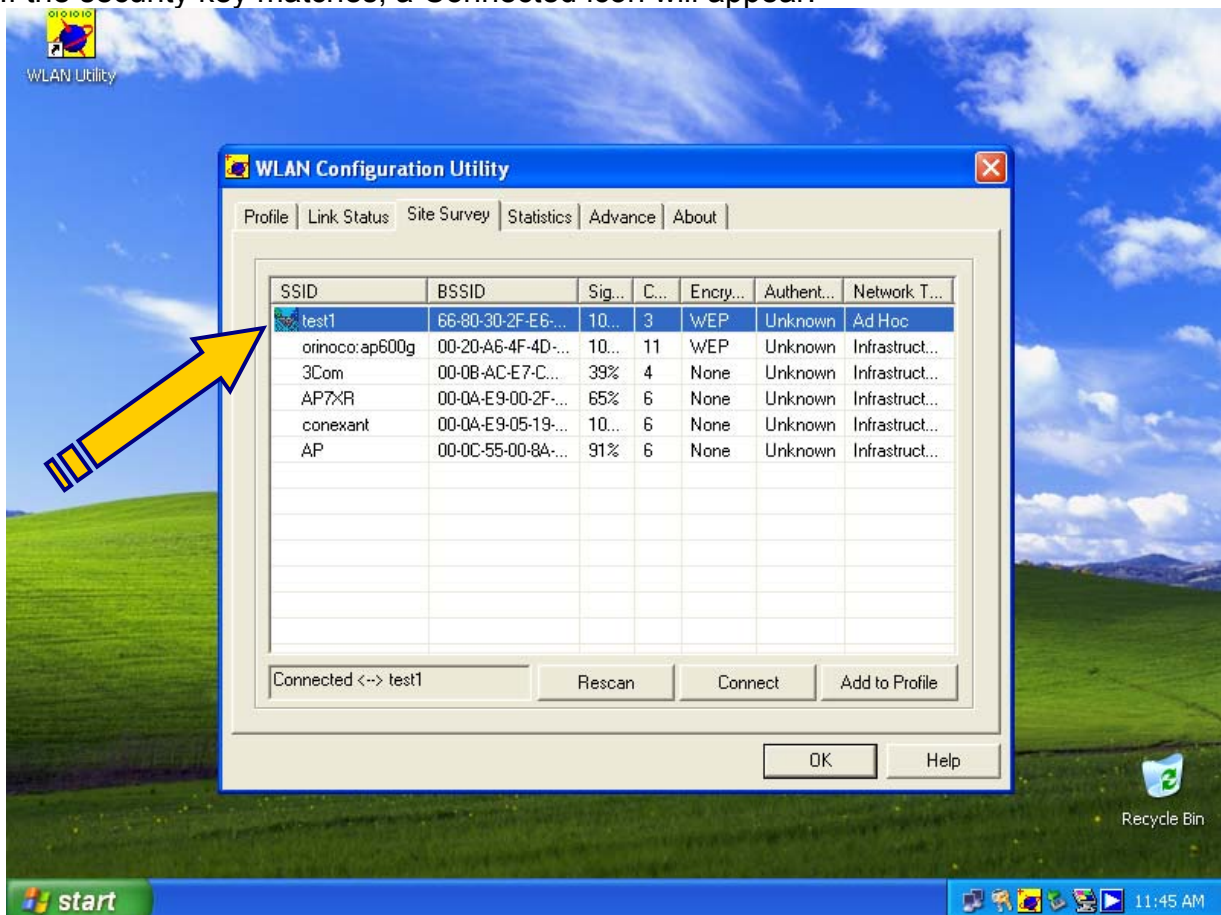 If the security key matches, a Connected icon will appear.
0101010
WLAN Utility
WLAN Configuration Utility
Profile Link Status Site Survey Statistics Advance About
SSID BSSID Sig... C... Encry... Authent... Network T...
test1 66-80-30-2F-E6-... 10... 3 WEP Unknown Ad Hoc
orinoco:ap600g 00-20-A6-4F-4D-... 10... 11 WEP Unknown Infrastruct...
3Com 00-0B-AC-E7-C... 39% 4 None Unknown Infrastruct...
AP7XR 00-0A-E9-00-2F-... 65% 6 None Unknown Infrastruct...
conexant 00-0A-E9-05-19-... 10... 6 None Unknown Infrastruct...
AP 00-0C-55-00-8A-... 91% 6 None Unknown Infrastruct...
Connected <--> test1 Rescan Connect Add to Profile
OK Help
Recycle Bin
start 11:45 AM